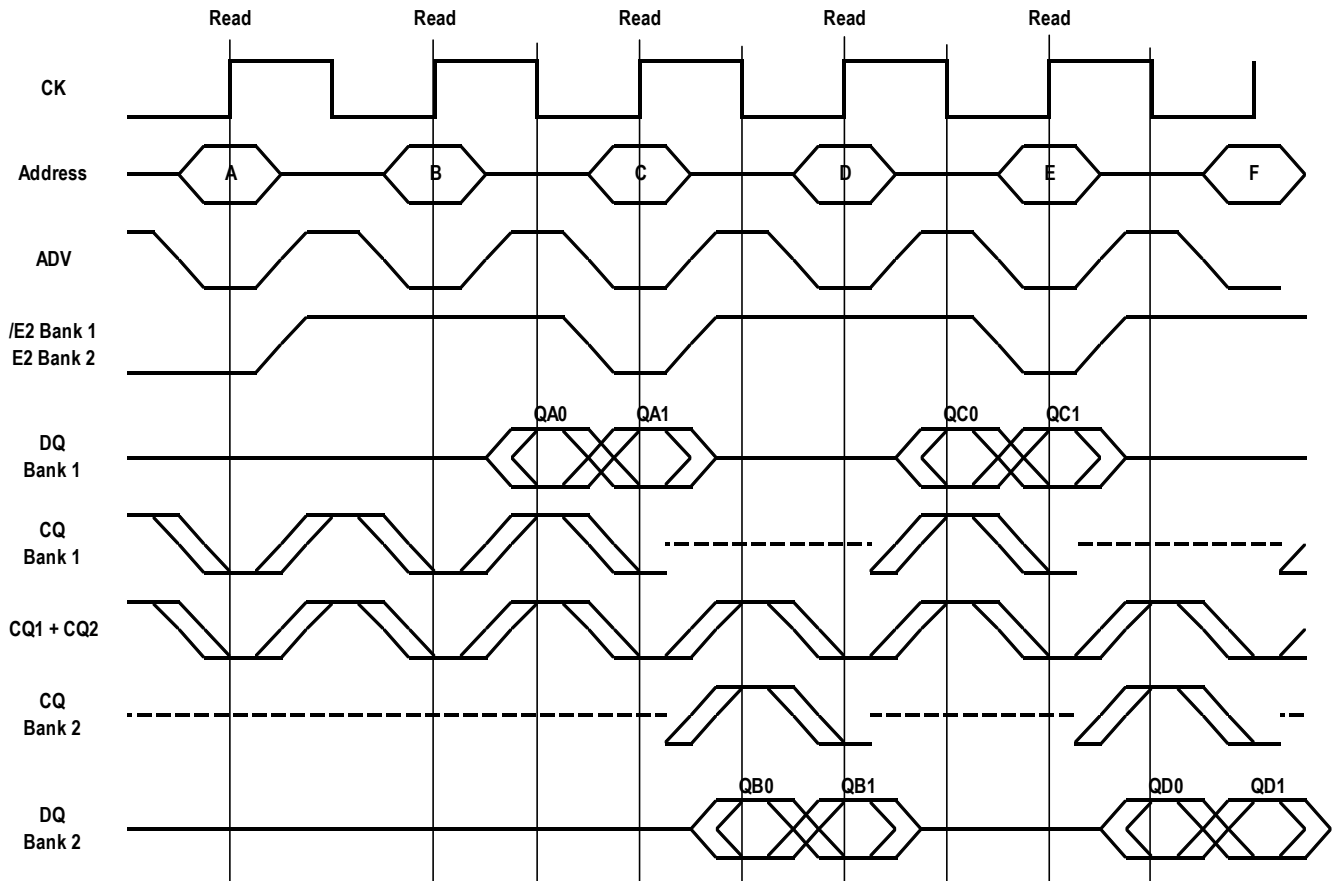 Read Read Read Read Read
CK
Address A B C D E F
ADV
/E2 Bank 1
E2 Bank 2
QA0 QA1 QC0 QC1
DQ
Bank 1
CQ
Bank 1
CQ1 + CQ2
CQ
Bank 2
QB0 QB1 QD0 QD1
DQ
Bank 2